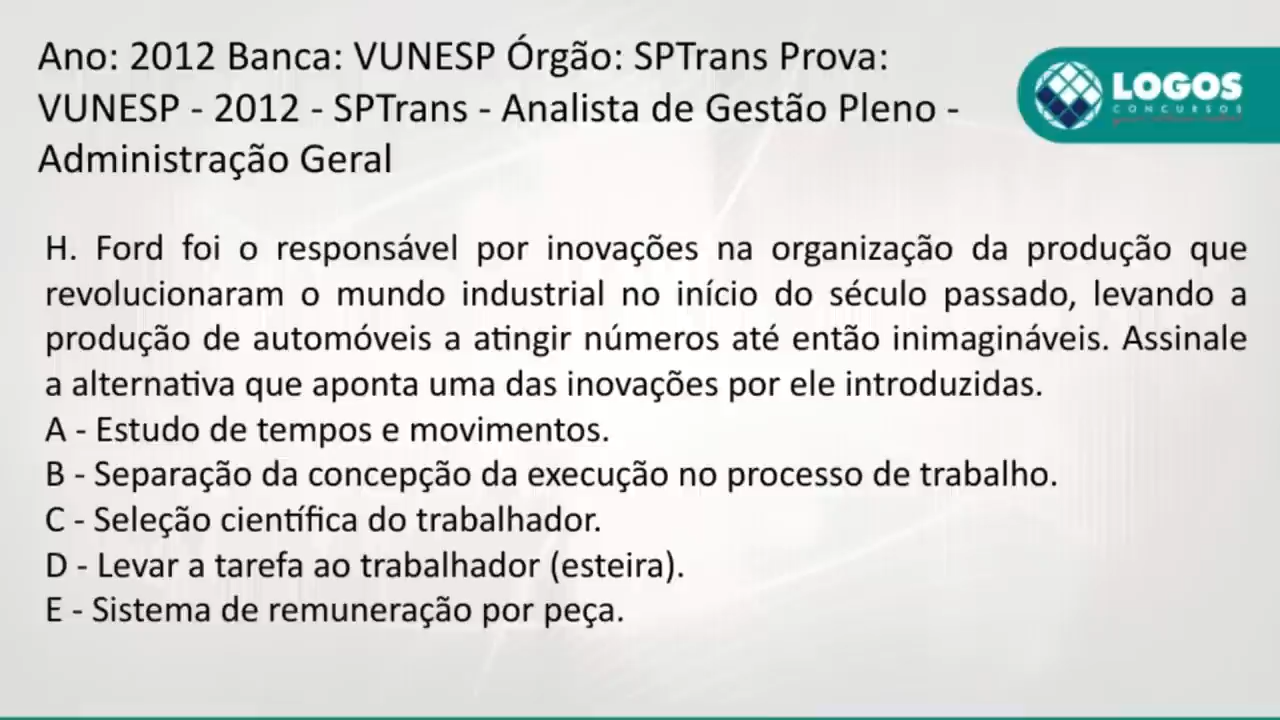 Ano: 2012 Banca: VUNESP Órgão: SPTrans Prova:
VUNESP - 2012 - SPTrans - Analista de Gestão Pleno -
Administração Geral
LOGOS
CONCURSOS
H. Ford foi o responsável por inovações na organização da produção que
revolucionaram o mundo industrial no início do século passado, levando a
produção de automóveis a atingir números até então inimagináveis. Assinale
a alternativa que aponta uma das inovações por ele introduzidas.
A - Estudo de tempos e movimentos.
B - Separação da concepção da execução no processo de trabalho.
C - Seleção científica do trabalhador.
D - Levar a tarefa ao trabalhador (esteira).
E - Sistema de remuneração por peça.